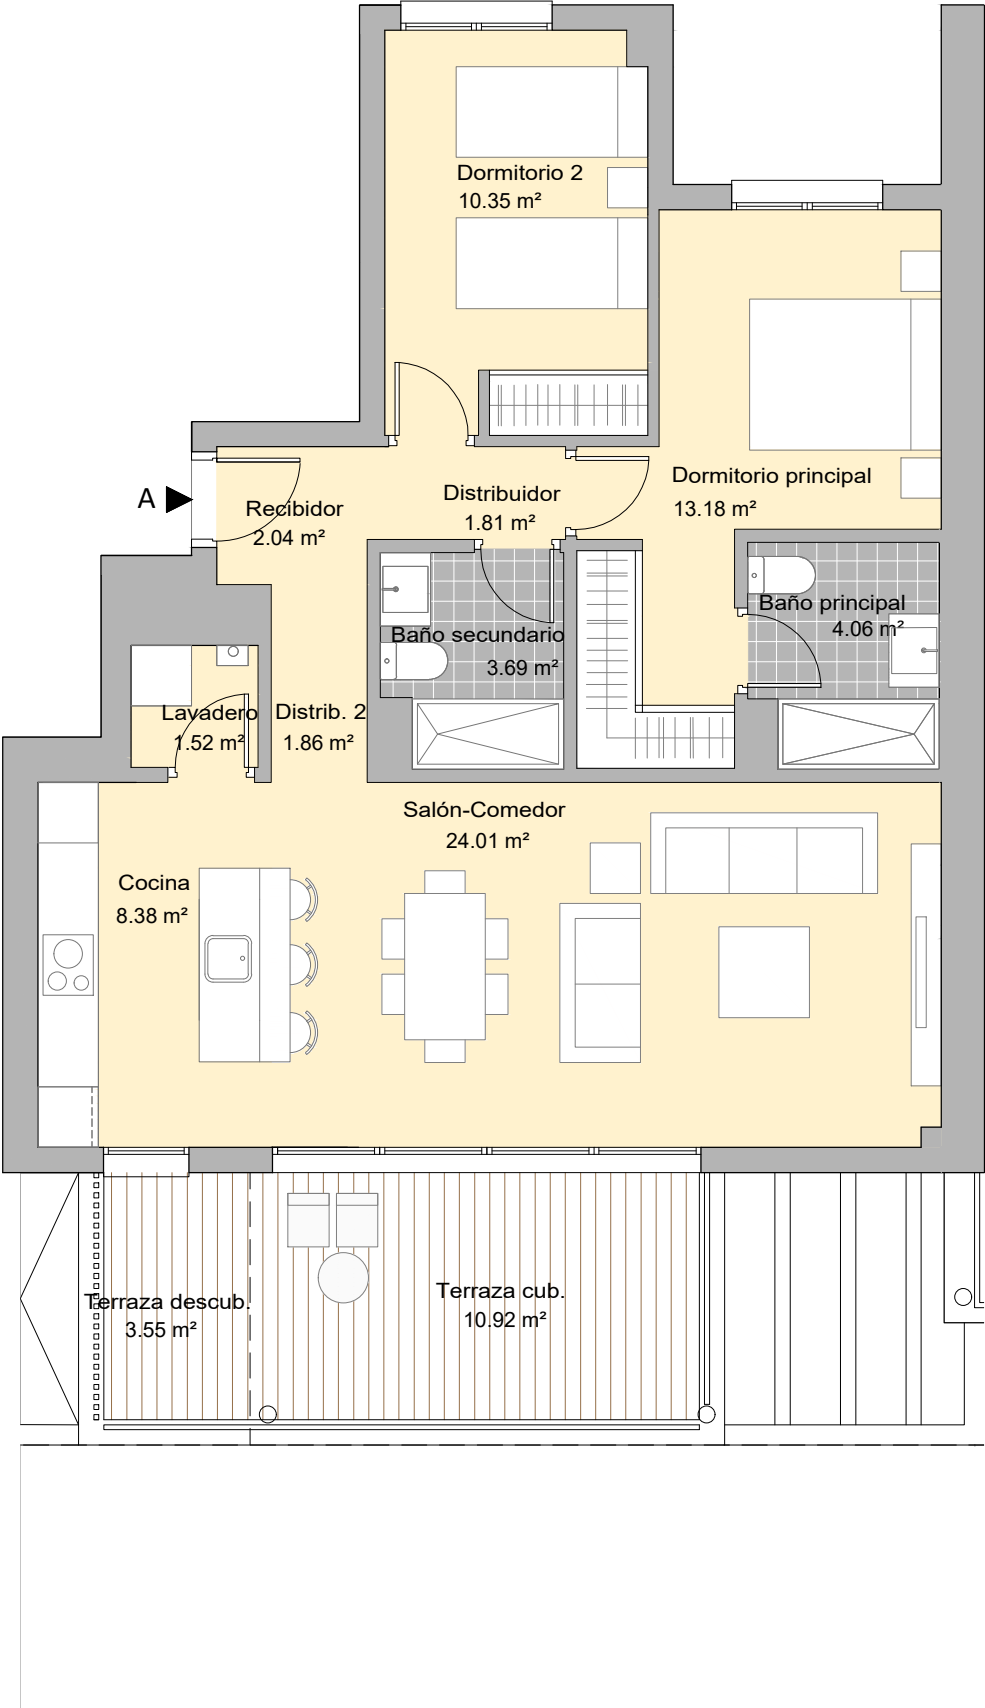 Dormitorio 2
10.35 m²
Dormitorio principal
13.18 m²
A
Recibidor
2.04 m²
Distribuidor
1.81 m²
Baño principal
4.06 m²
Baño secundario
3.69 m²
Lavadero
1.52 m²
Distrib. 2
1.86 m²
Salón-Comedor
24.01 m²
Cocina
8.38 m²
Terraza descub.
3.55 m²
Terraza cub.
10.92 m²